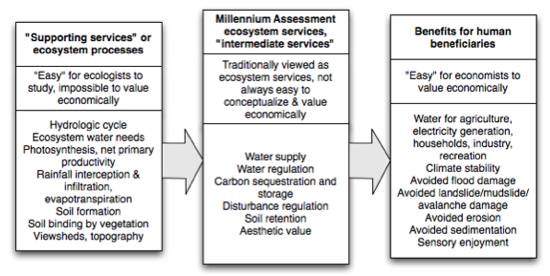 "Supporting services" or
ecosystem processes
"Easy" for ecologists to
study, impossible to value
economically
Hydrologic cycle
Ecosystem water needs
Photosynthesis, net primary
productivity
Rainfall interception &
infiltration,
evapotranspiration
Soil formation
Soil binding by vegetation
Viewsheds, topography
Millennium Assessment
ecosystem services,
"intermediate services"
Traditionally viewed as
ecosystem services, not
always easy to
conceptualize & value
economically
Water supply
Water regulation
Carbon sequestration and
storage
Disturbance regulation
Soil retention
Aesthetic value
Benefits for human
beneficiaries
"Easy" for economists to
value economically
Water for agriculture,
electricity generation,
households, industry,
recreation
Climate stability
Avoided flood damage
Avoided landslide/mudslide/
avalanche damage
Avoided erosion
Avoided sedimentation
Sensory enjoyment